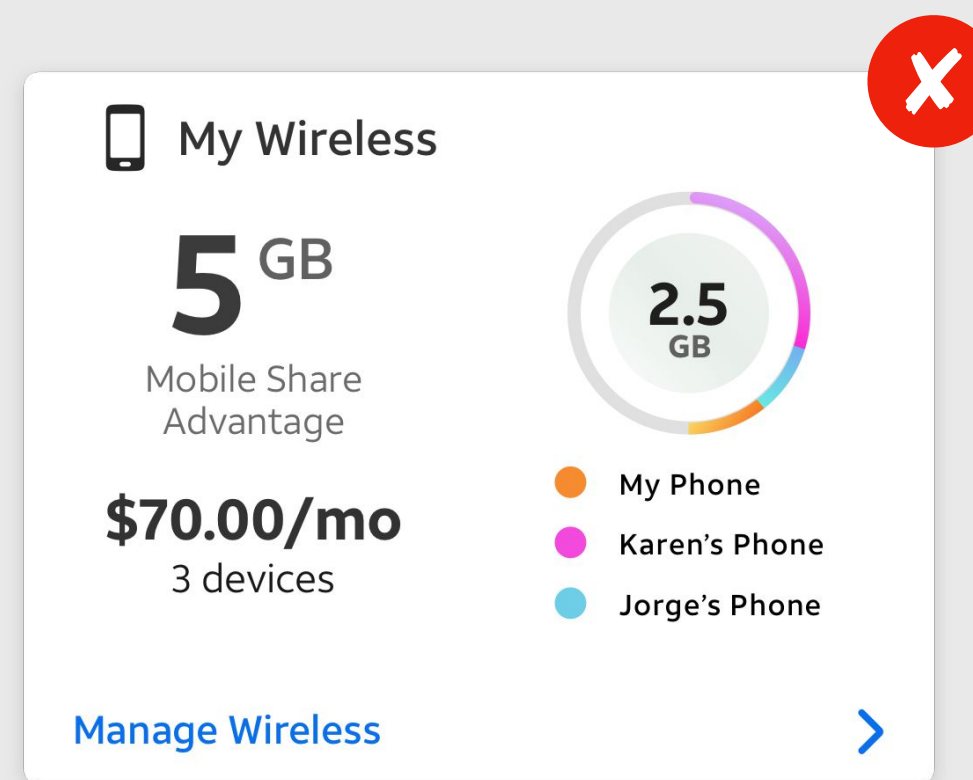 My Wireless
5 GB
Mobile Share
Advantage
$70.00/mo
3 devices
2.5
GB
My Phone
Karen’s Phone
Jorge’s Phone
Manage Wireless